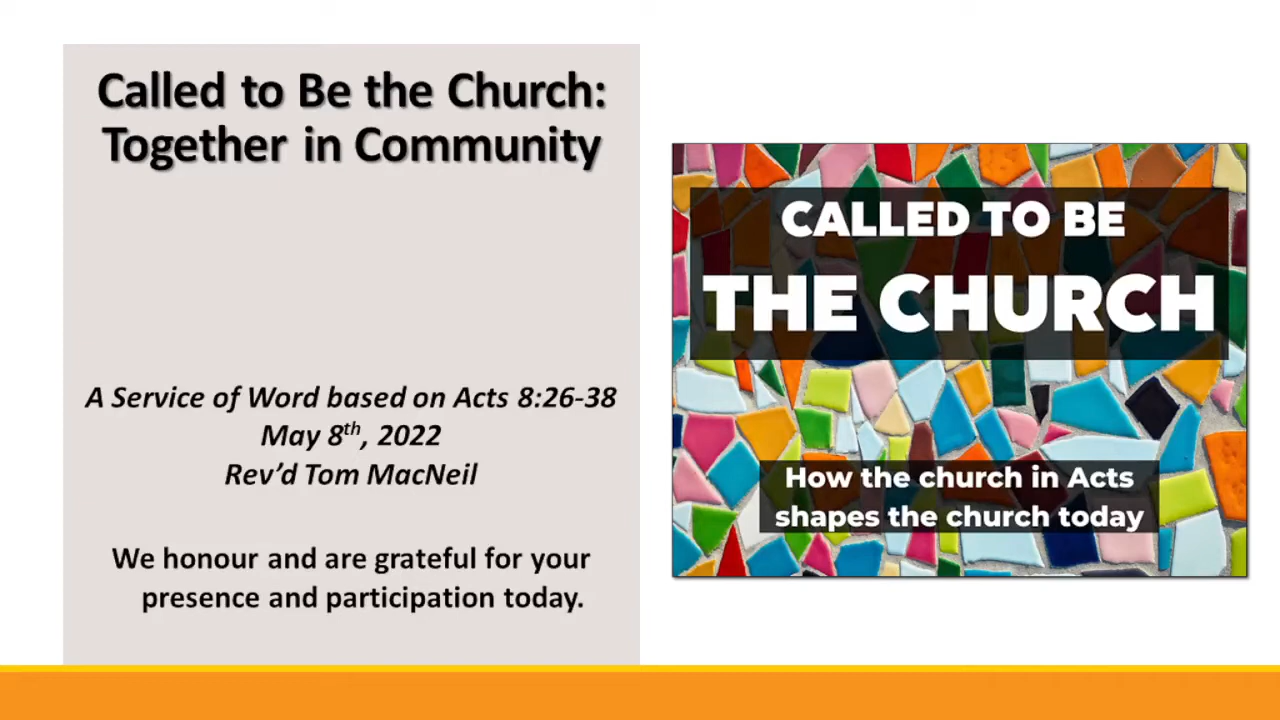 Called to Be the Church:
Together in Community
A Service of Word based on Acts 8:26-38
May 8th, 2022
Rev'd Tom MacNeil
We honour and are grateful for your
presence and participation today.
CALLED TO BE
THE CHURCH
How the church in Acts
shapes the church today